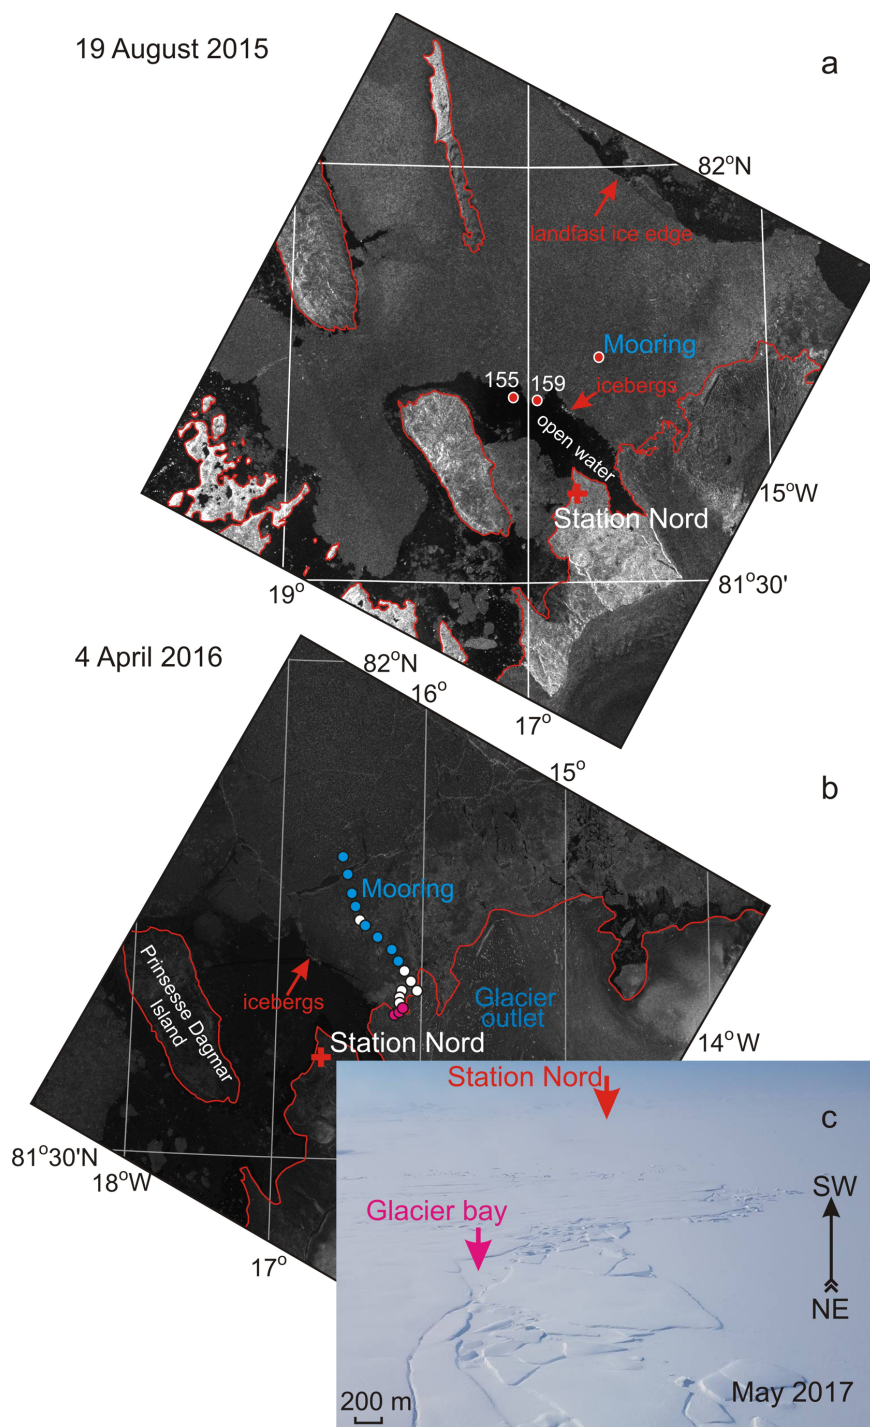 19 August 2015
a
82°N
landfast ice edge
Mooring
155
159
icebergs
open water
15°W
Station Nord
19°
81°30'
17°
4 April 2016
82°N
16°
15°
b
Mooring
Prinsesse Dagmar
Island
icebergs
Glacier
outlet
Station Nord
14°W
81°30'N
18°W
17°
Station Nord
c
SW
Glacier bay
NE
May 2017
200 m